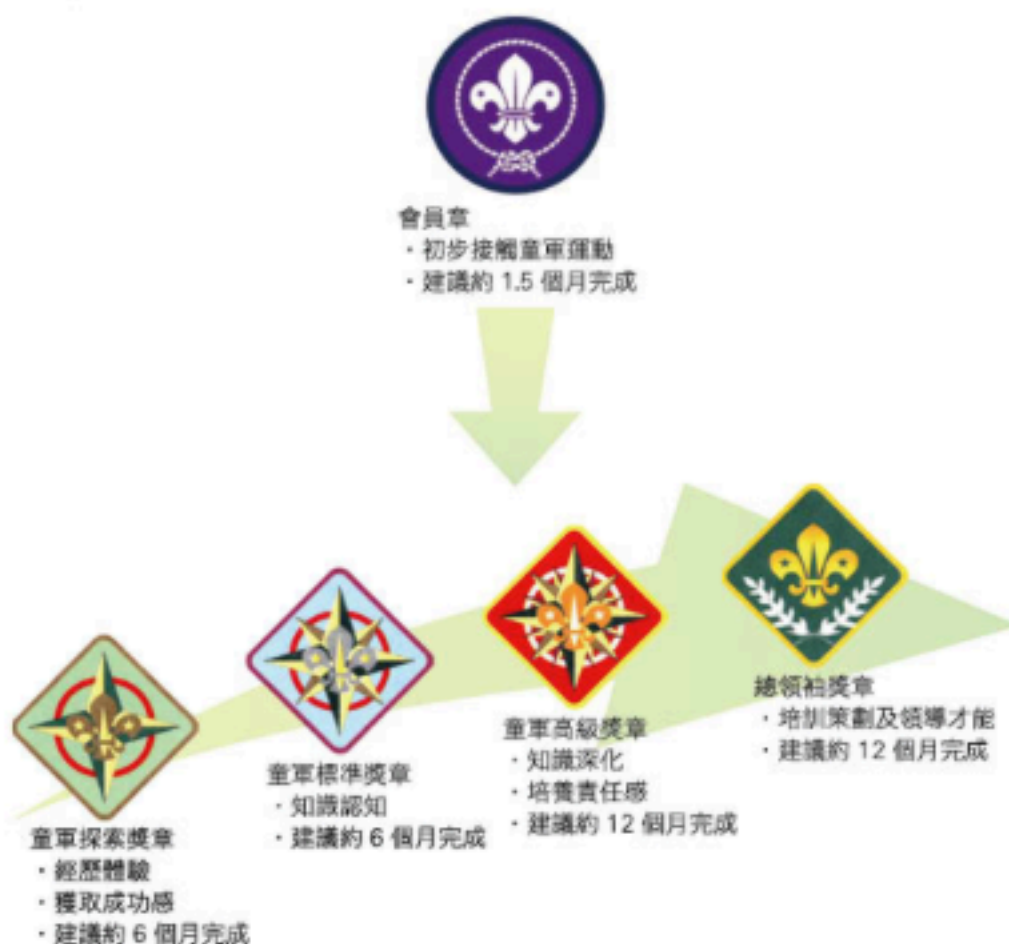 會員章
・初步接觸童軍運動
・建議約 1.5 個月完成
童軍探索獎章
・經歷體驗
・獲取成功感
・建議約 6 個月完成
童軍標準獎章
・知識認知
・建議約 6 個月完成
童軍高級獎章
・知識深化
・培養責任感
・建議約 12 個月完成
總領袖獎章
・培訓策劃及領導才能
・建議約 12 個月完成